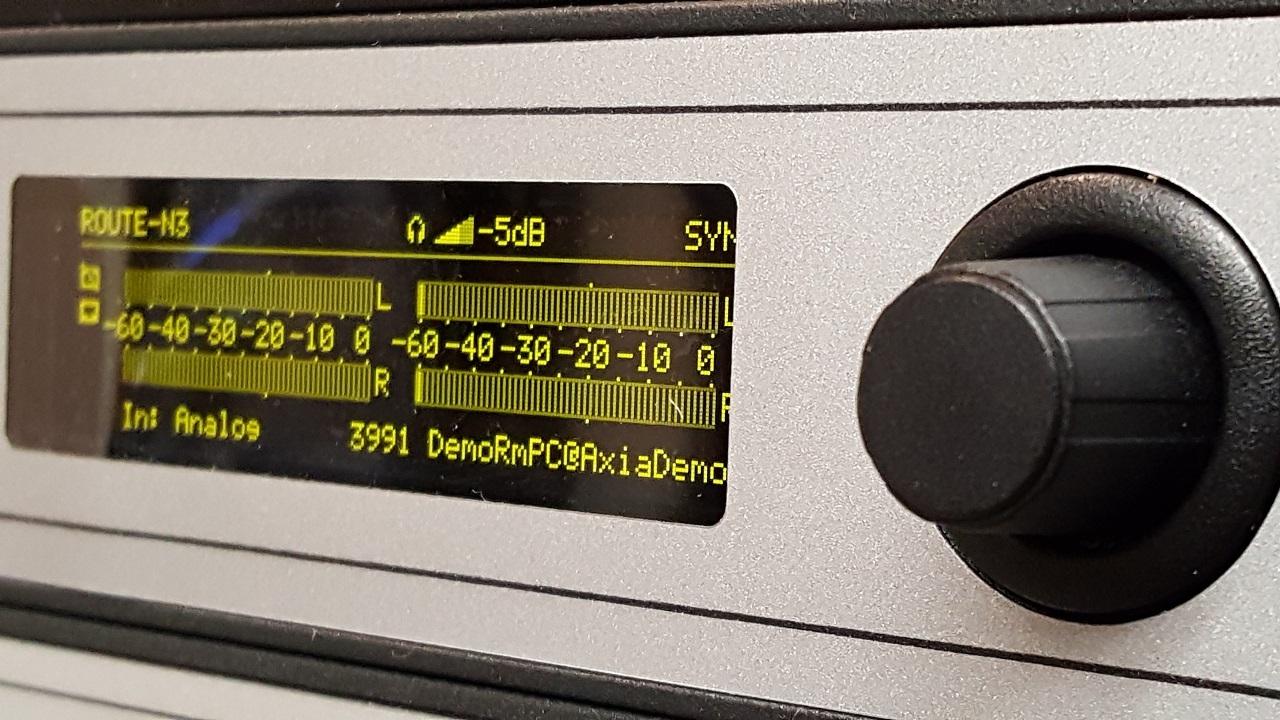 ROUTE-N3 -5dB SYN
L L
-60 -40 -30 -20 -10 0 -60 -40 -30 -20 -10 0
R R
In: Analog 3991 DemoRmPC@AxiaDemo